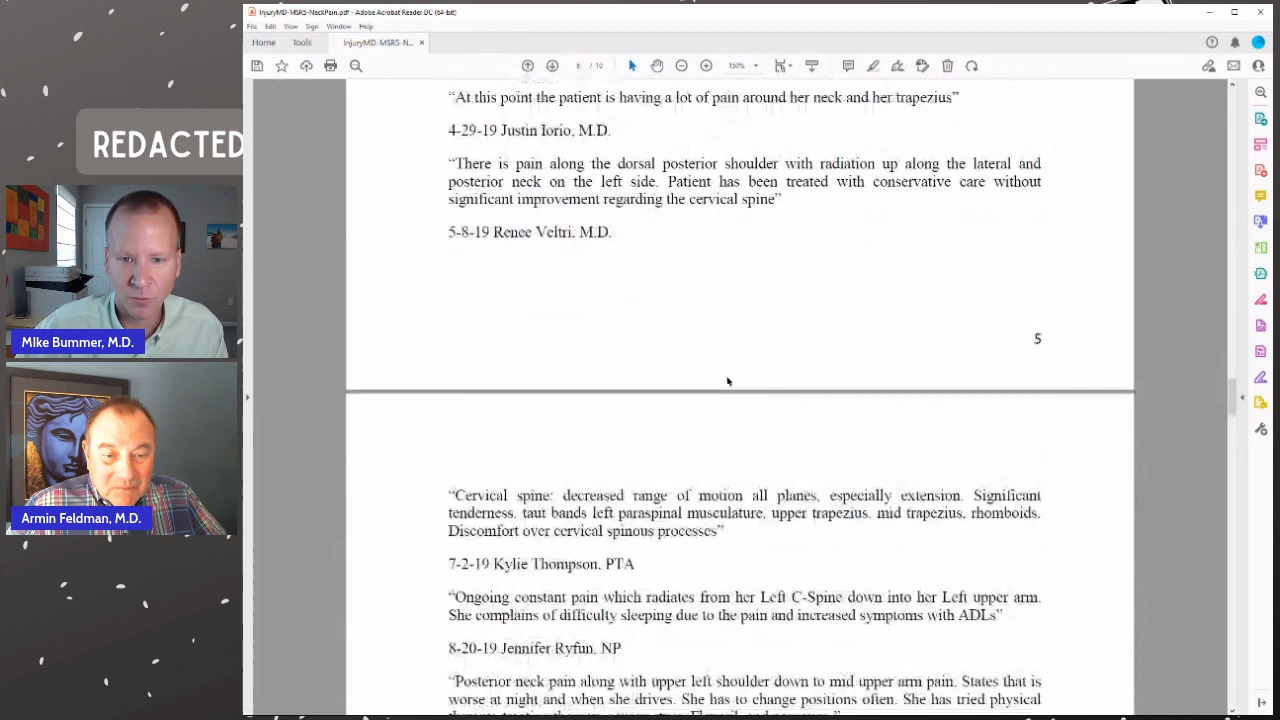 InjuryMD-MSR5-NeckPain.pdf - Adobe Acrobat Reader DC (64-bit)
File Edit View Sign Window Help
Home Tools InjuryMD-MSR5-N... ×
6 / 10 150%
REDACTED
MIke Bummer, M.D.
Armin Feldman, M.D.
“At this point the patient is having a lot of pain around her neck and her trapezius”
4-29-19 Justin Iorio, M.D.
“There is pain along the dorsal posterior shoulder with radiation up along the lateral and
posterior neck on the left side. Patient has been treated with conservative care without
significant improvement regarding the cervical spine”
5-8-19 Renee Veltri, M.D.
5
“Cervical spine: decreased range of motion all planes, especially extension. Significant
tenderness, taut bands left paraspinal musculature, upper trapezius, mid trapezius, rhomboids.
Discomfort over cervical spinous processes”
7-2-19 Kylie Thompson, PTA
“Ongoing constant pain which radiates from her Left C-Spine down into her Left upper arm.
She complains of difficulty sleeping due to the pain and increased symptoms with ADLs”
8-20-19 Jennifer Ryfun, NP
“Posterior neck pain along with upper left shoulder down to mid upper arm pain. States that is
worse at night and when she drives. She has to change positions often. She has tried physical